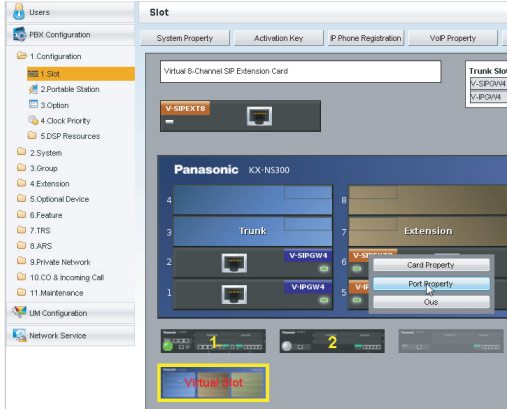 Users
PBX Configuration
1.Configuration
1.Slot
2.Portable Station
3.Option
4.Clock Priority
5.DSP Resources
2.System
3.Group
4.Extension
5.Optional Device
6.Feature
7.TRS
8.ARS
9.Private Network
10.CO & Incoming Call
11.Maintenance
UM Configuration
Network Service
Slot
System Property
Activation Key
IP Phone Registration
VoIP Property
Virtual 8-Channel SIP Extension Card
Trunk Slot
V-SIPGW4
V-IPGW4
V-SIPEXT8
Panasonic KX-NS300
4
8
3
Trunk
7
Extension
2
V-SIPGW4
6
Card Property
1
V-IPGW4
5
Port Property
Ous
1
2
Virtual Slot